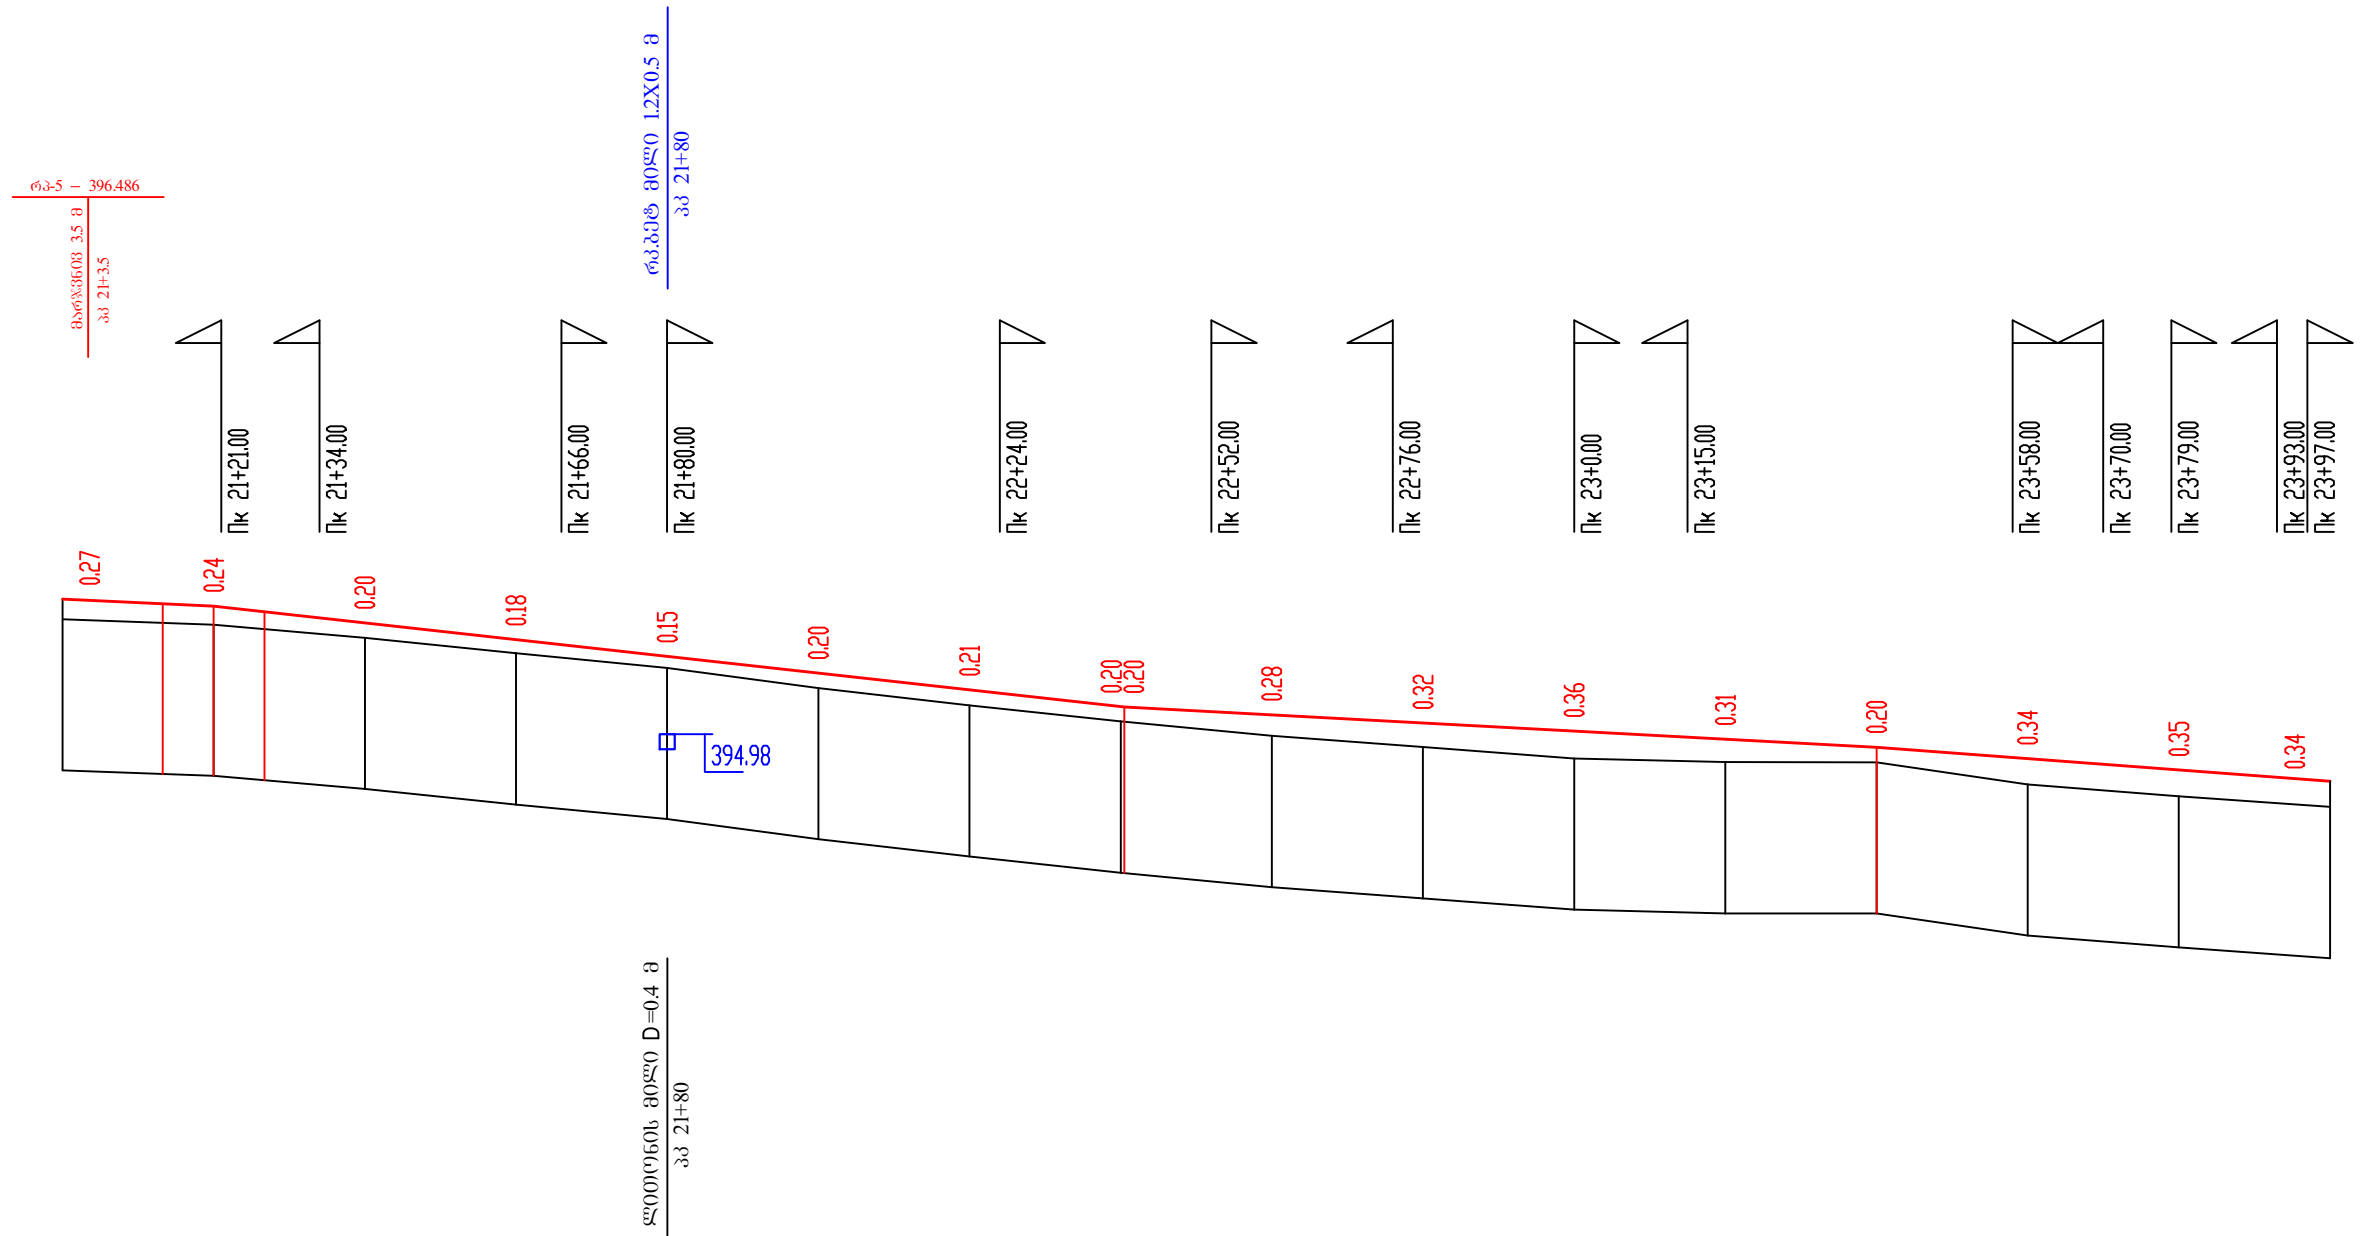 რკ.ბეტ მილი 1.2X0.5 მ
პკ 21+80
რპ-5 – 396.486
მარჯვნივ 3.5 მ
პკ 21+3.5
Пк 21+21.00
Пк 21+34.00
Пк 21+66.00
Пк 21+80.00
Пк 22+24.00
Пк 22+52.00
Пк 22+76.00
Пк 23+0.00
Пк 23+15.00
Пк 23+58.00
Пк 23+70.00
Пк 23+79.00
Пк 23+93.00
Пк 23+97.00
0.27
0.24
0.20
0.18
0.15
0.20
0.21
0.20
0.20
0.28
0.32
0.36
0.31
0.20
0.34
0.35
0.34
394.98
ლითონის მილი D=0.4 მ
პკ 21+80